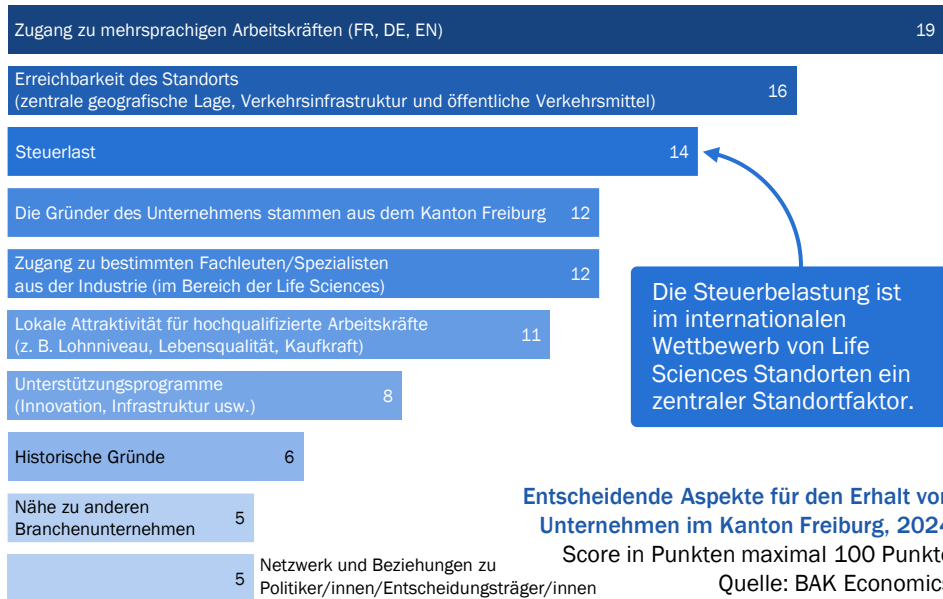 Zugang zu mehrsprachigen Arbeitskräften (FR, DE, EN) 19
Erreichbarkeit des Standorts
(zentrale geografische Lage, Verkehrsinfrastruktur und öffentliche Verkehrsmittel) 16
Steuerlast 14
Die Gründer des Unternehmens stammen aus dem Kanton Freiburg 12
Zugang zu bestimmten Fachleuten/Spezialisten
aus der Industrie (im Bereich der Life Sciences) 12
Die Steuerbelastung ist
im internationalen
Wettbewerb von Life
Sciences Standorten ein
zentraler Standortfaktor.
Lokale Attraktivität für hochqualifizierte Arbeitskräfte
(z. B. Lohnniveau, Lebensqualität, Kaufkraft) 11
Unterstützungsprogramme
(Innovation, Infrastruktur usw.) 8
Historische Gründe 6
Nähe zu anderen
Branchenunternehmen 5
5 Netzwerk und Beziehungen zu
Politiker/innen/Entscheidungsträger/innen
Entscheidende Aspekte für den Erhalt von
Unternehmen im Kanton Freiburg, 2024
Score in Punkten maximal 100 Punkte
Quelle: BAK Economics